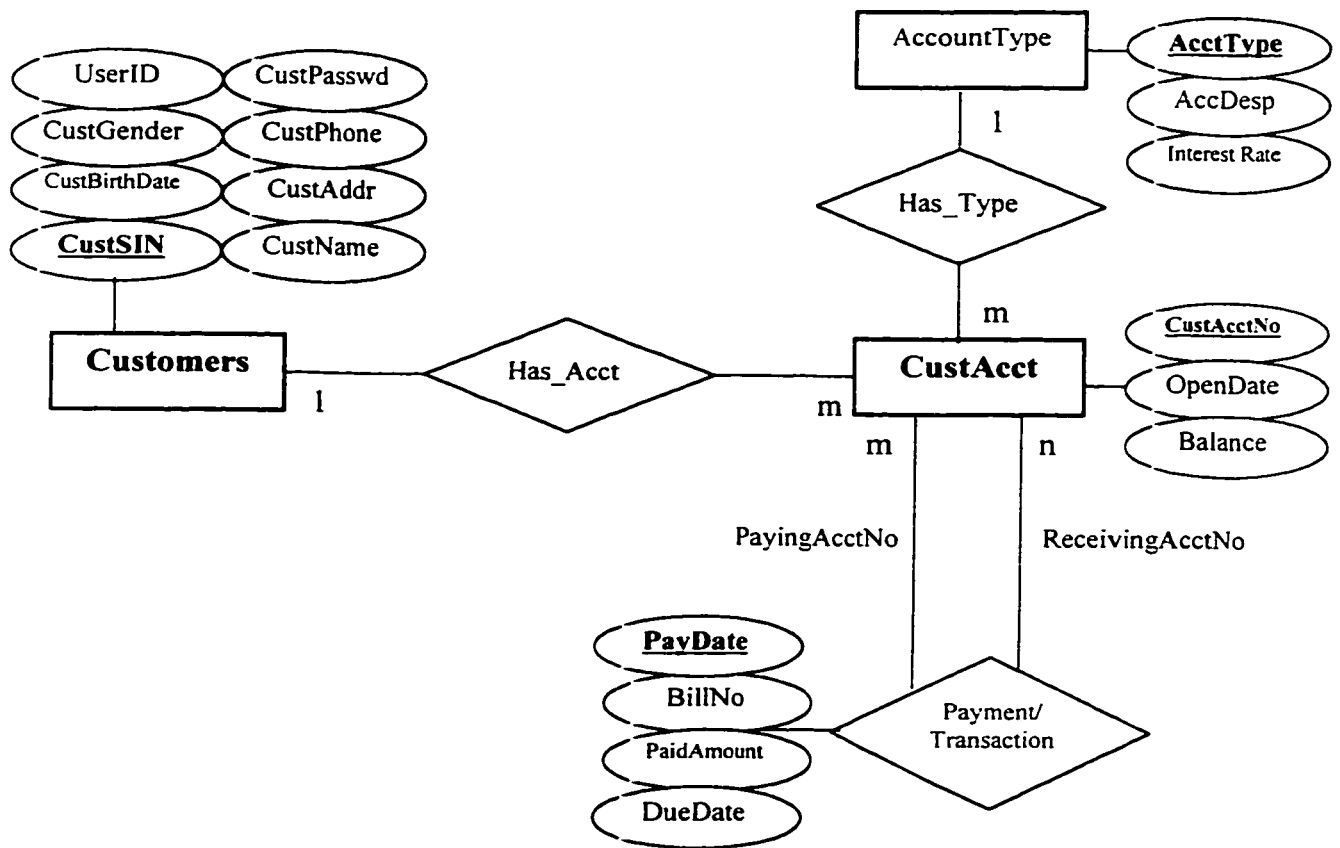 AccountType
AcctType
AccDesp
Interest Rate
1
Has_Type
m
UserID
CustPasswd
CustGender
CustPhone
CustBirthDate
CustAddr
CustSIN
CustName
Customers
1
Has_Acct
m
CustAcct
CustAcctNo
OpenDate
Balance
m
n
PayingAcctNo
ReceivingAcctNo
PayDate
BillNo
PaidAmount
DueDate
Payment/
Transaction